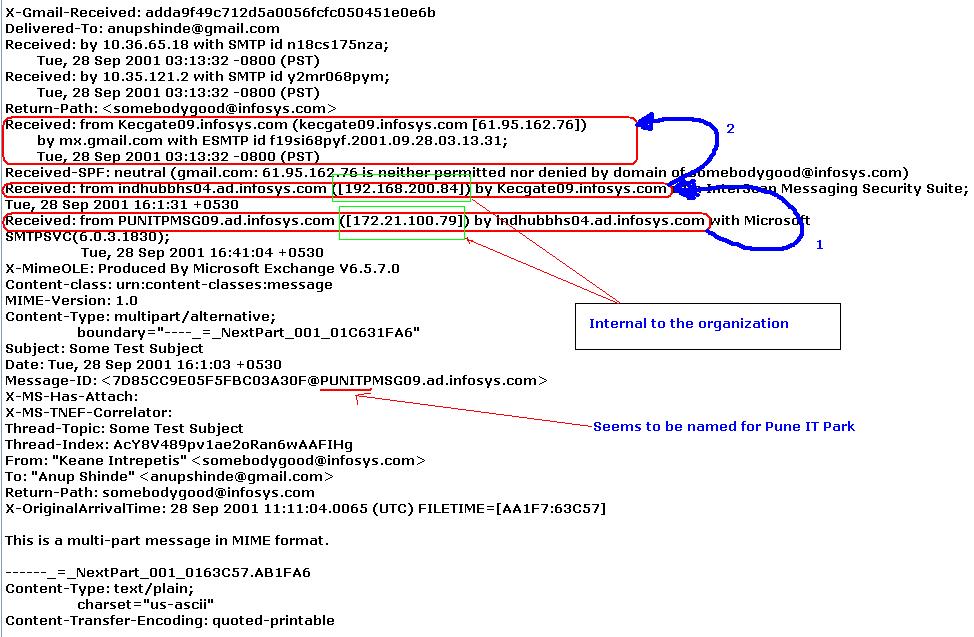 X-Gmail-Received: adda9f49c712d5a0056fcfc050451e0e6b
Delivered-To: anupshinde@gmail.com
Received: by 10.36.65.18 with SMTP id n18cs175nza;
Tue, 28 Sep 2001 03:13:32 -0800 (PST)
Received: by 10.35.121.2 with SMTP id y2mr068pym;
Tue, 28 Sep 2001 03:13:32 -0800 (PST)
Return-Path: <somebodygood@infosys.com>
Received: from Kecgate09.infosys.com (kecgate09.infosys.com [61.95.162.76])
by mx.gmail.com with ESMTP id f19si68pyf.2001.09.28.03.13.31;
Tue, 28 Sep 2001 03:13:32 -0800 (PST)
2
Received-SPF: neutral (gmail.com: 61.95.162.76 is neither permitted nor denied by domain of somebodygood@infosys.com)
Received: from indhubbhs04.ad.infosys.com ([192.168.200.84]) by Kecgate09.infosys.com InterScan Messaging Security Suite;
Tue, 28 Sep 2001 16:1:31 +0530
Received: from PUNITPMSG09.ad.infosys.com ([172.21.100.79]) by indhubbhs04.ad.infosys.com with Microsoft
SMTPSVC(6.0.3.1830);
1
Tue, 28 Sep 2001 16:41:04 +0530
X-MimeOLE: Produced By Microsoft Exchange V6.5.7.0
Content-class: urn:content-classes:message
MIME-Version: 1.0
Content-Type: multipart/alternative;
boundary="----_=_NextPart_001_01C631FA6"
Internal to the organization
Subject: Some Test Subject
Date: Tue, 28 Sep 2001 16:1:03 +0530
Message-ID: <7D85CC9E05F5FBC03A30F@PUNITPMSG09.ad.infosys.com>
X-MS-Has-Attach:
X-MS-TNEF-Correlator:
Thread-Topic: Some Test Subject
Seems to be named for Pune IT Park
Thread-Index: AcY8V489pv1ae2oRan6wAAFIHg
From: "Keane Intrepetis" <somebodygood@infosys.com>
To: "Anup Shinde" <anupshinde@gmail.com>
Return-Path: somebodygood@infosys.com
X-OriginalArrivalTime: 28 Sep 2001 11:11:04.0065 (UTC) FILETIME=[AA1F7:63C57]
This is a multi-part message in MIME format.
------_=_NextPart_001_0163C57.AB1FA6
Content-Type: text/plain;
charset="us-ascii"
Content-Transfer-Encoding: quoted-printable